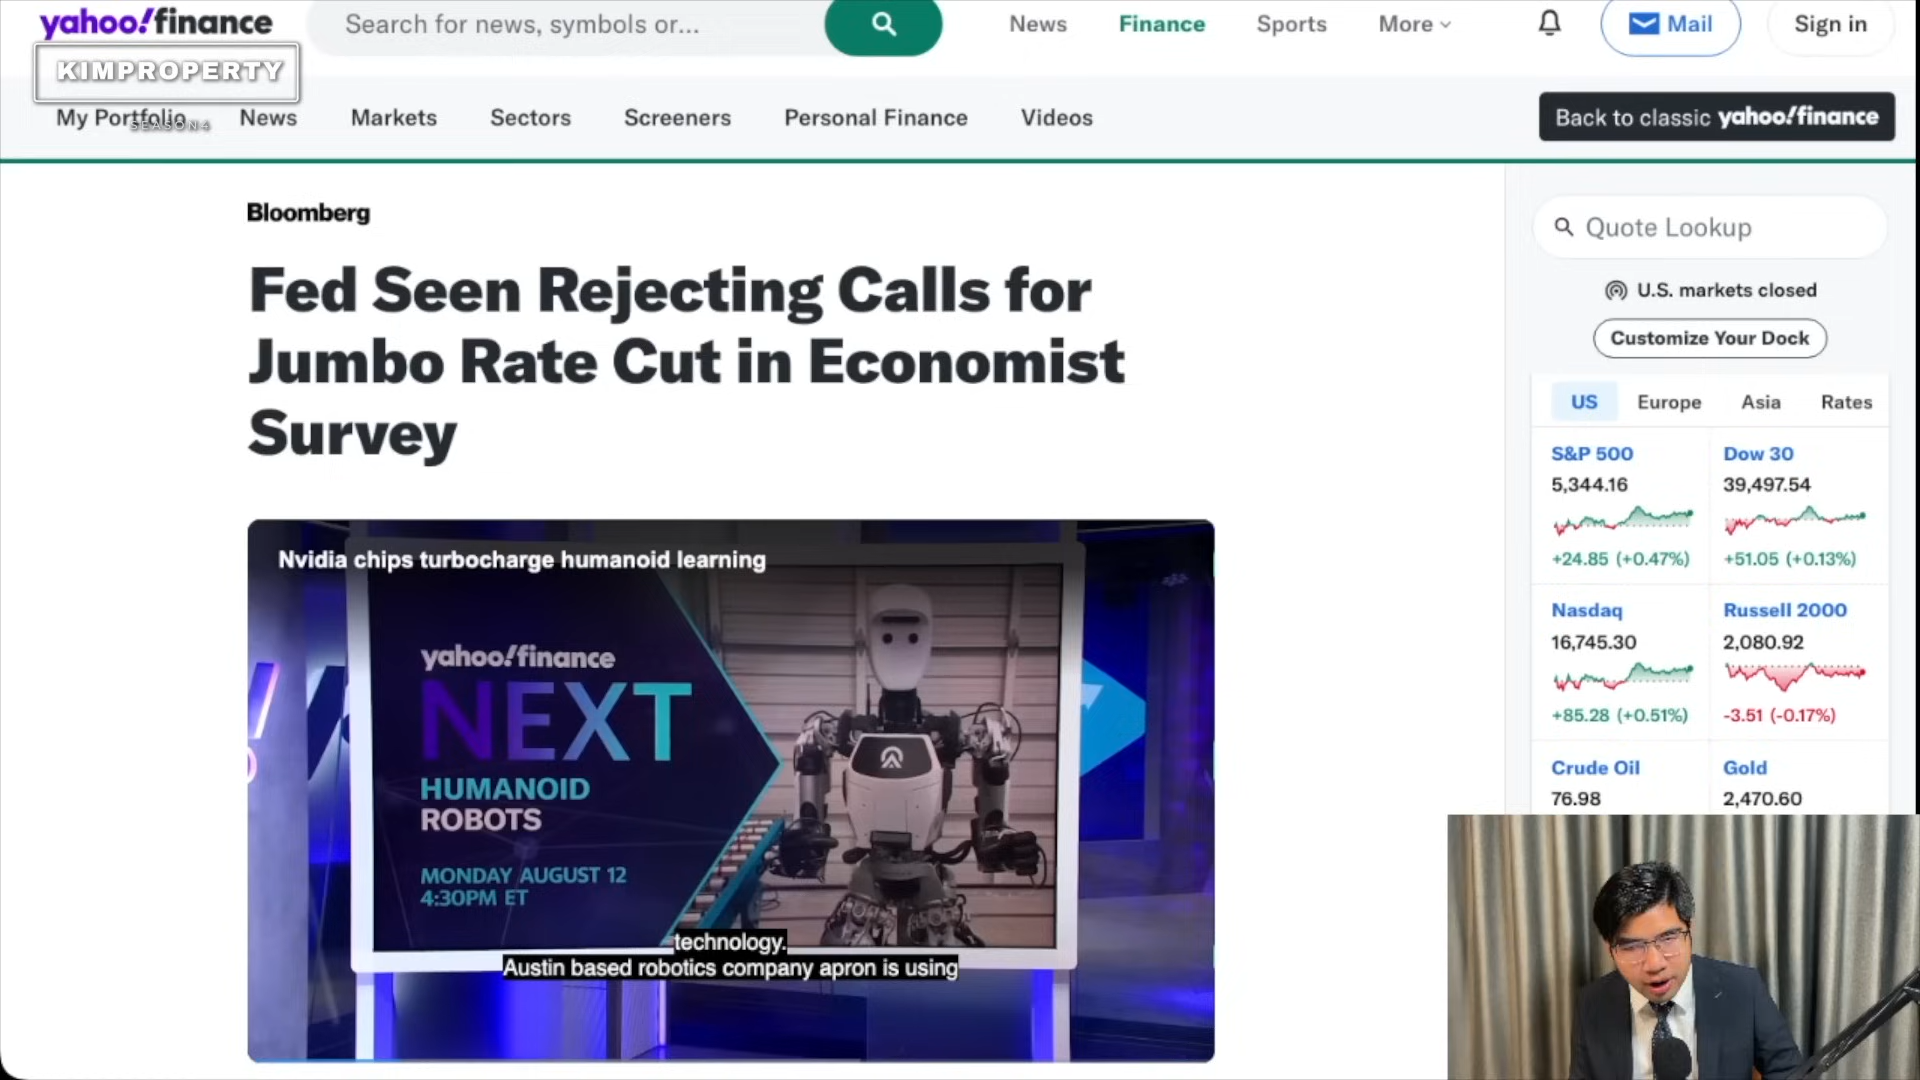 yahoo!finance
Search for news, symbols or...
News
Finance
Sports
More
Mail
Sign in
KIMPROPERTY
SEASON4
My Portfolio
News
Markets
Sectors
Screeners
Personal Finance
Videos
Back to classic yahoo!finance
Bloomberg
Fed Seen Rejecting Calls for
Jumbo Rate Cut in Economist
Survey
Nvidia chips turbocharge humanoid learning
yahoo!finance
NEXT
HUMANOID
ROBOTS
MONDAY AUGUST 12
4:30PM ET
technology.
Austin based robotics company apron is using
Quote Lookup
U.S. markets closed
Customize Your Dock
US
Europe
Asia
Rates
S&P 500
5,344.16
+24.85 (+0.47%)
Dow 30
39,497.54
+51.05 (+0.13%)
Nasdaq
16,745.30
+85.28 (+0.51%)
Russell 2000
2,080.92
-3.51 (-0.17%)
Crude Oil
76.98
Gold
2,470.60